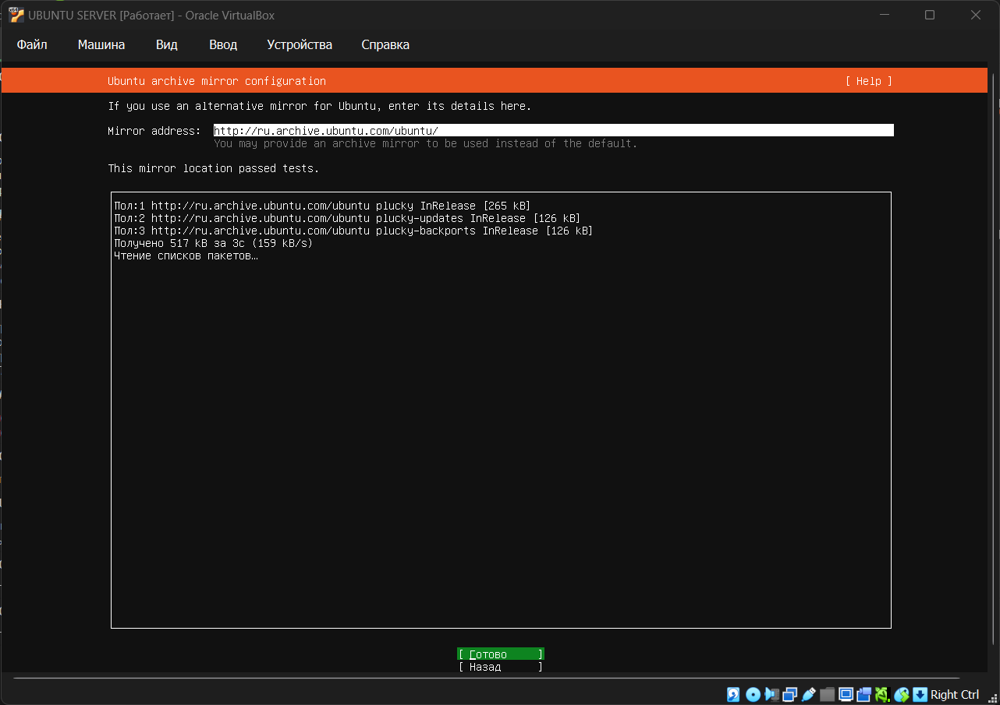 UBUNTU SERVER [Работает] - Oracle VirtualBox
Файл Машина Вид Ввод Устройства Справка
Ubuntu archive mirror configuration [ Help ]
If you use an alternative mirror for Ubuntu, enter its details here.
Mirror address: http://ru.archive.ubuntu.com/ubuntu/
You may provide an archive mirror to be used instead of the default.
This mirror location passed tests.
Пол:1 http://ru.archive.ubuntu.com/ubuntu plucky InRelease [265 kB]
Пол:2 http://ru.archive.ubuntu.com/ubuntu plucky-updates InRelease [126 kB]
Пол:3 http://ru.archive.ubuntu.com/ubuntu plucky-backports InRelease [126 kB]
Получено 517 kB за 3с (159 kB/s)
Чтение списков пакетов…
[ Готово ]
[ Назад ]
Right Ctrl